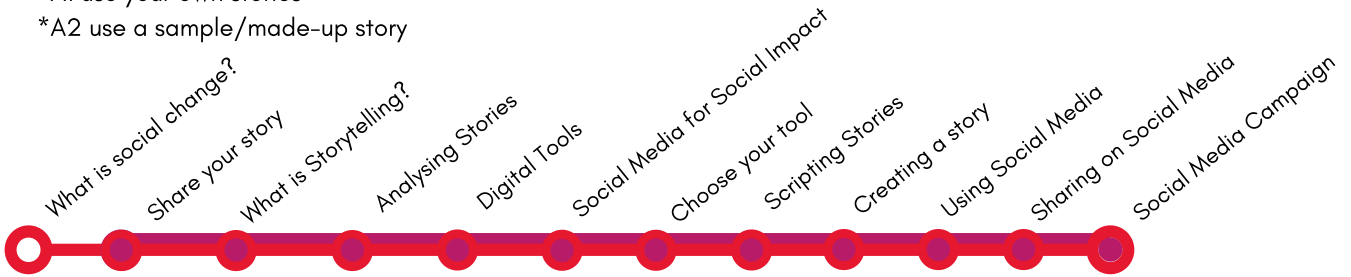 *A2 use a sample/made-up story
What is social change?
Share your story
What is Storytelling?
Analysing Stories
Digital Tools
Social Media for Social Impact
Choose your tool
Scripting Stories
Creating a story
Using Social Media
Sharing on Social Media
Social Media Campaign